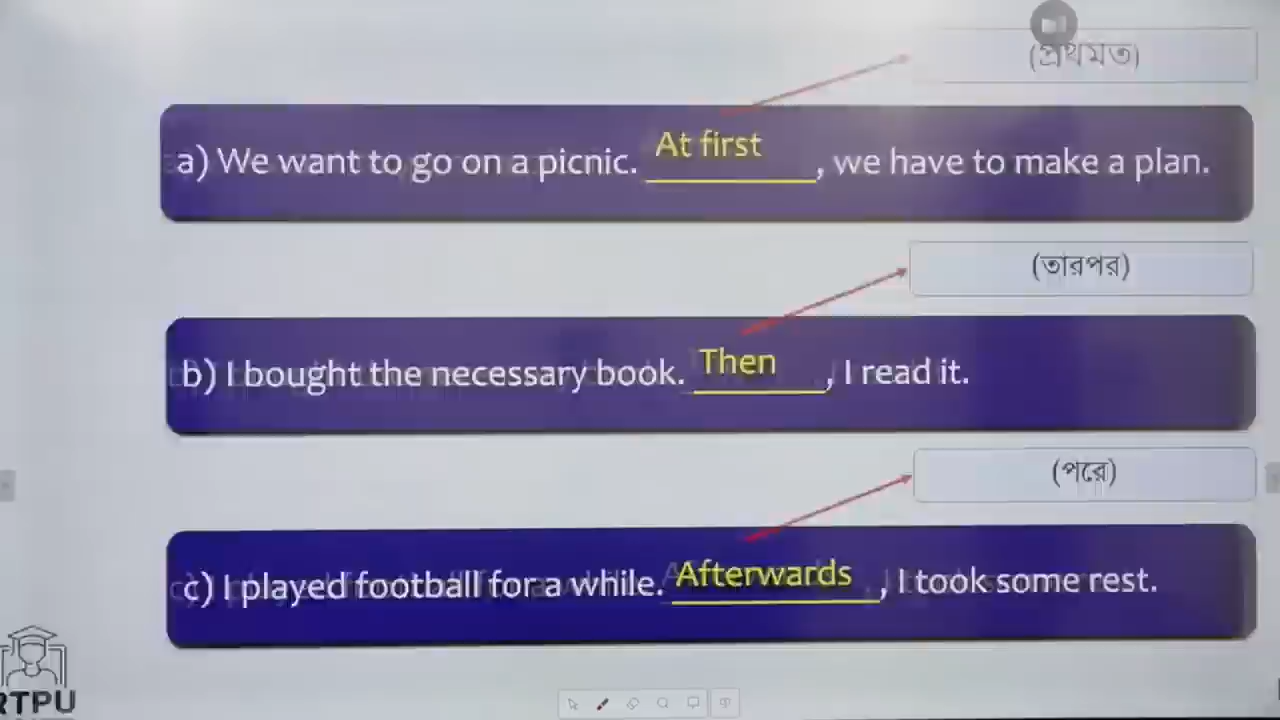 (প্রথমত)
a) We want to go on a picnic. At first, we have to make a plan.
(তারপর)
b) I bought the necessary book. Then, I read it.
(পরে)
c) I played football for a while. Afterwards, I took some rest.
RTPU